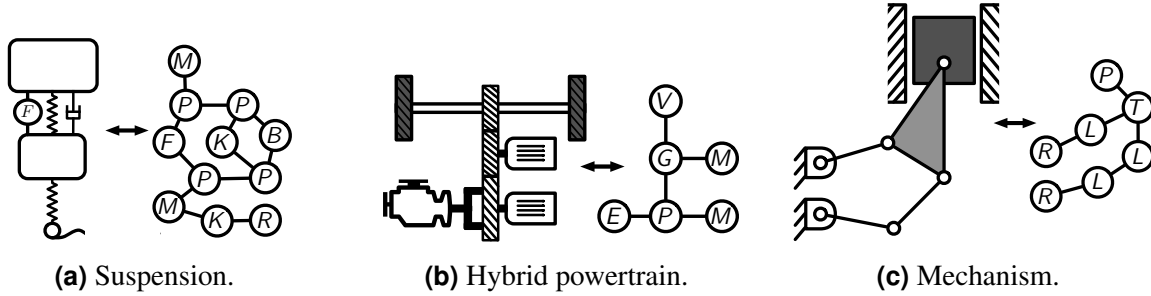 F
M
P P
F K B
P P
M K R
(a) Suspension.
V
G M
E P M
(b) Hybrid powertrain.
P
T
L
R L
L
R
(c) Mechanism.